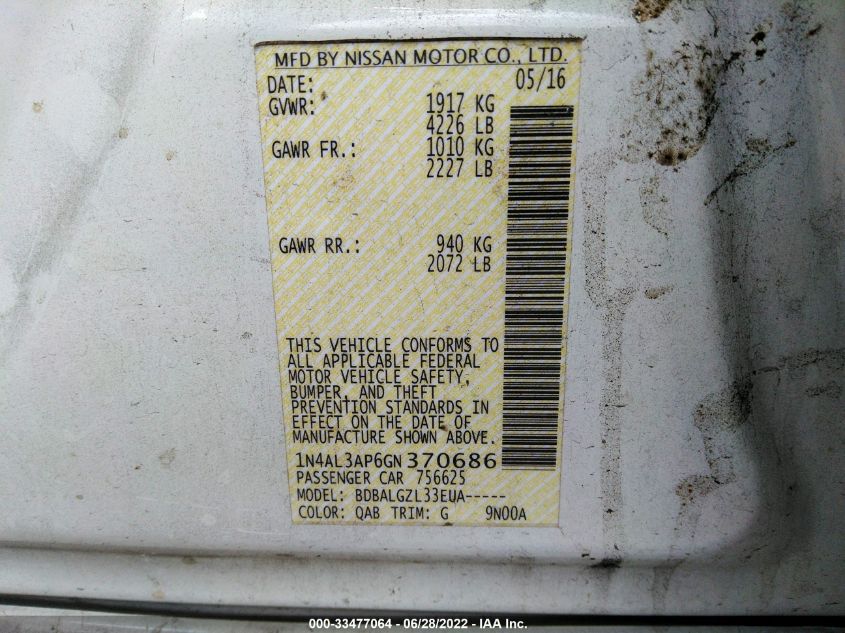 MFD BY NISSAN MOTOR CO., LTD.
DATE: 05/16
GVWR: 1917 KG
4226 LB
GAWR FR.: 1010 KG
2227 LB
GAWR RR.: 940 KG
2072 LB
THIS VEHICLE CONFORMS TO
ALL APPLICABLE FEDERAL
MOTOR VEHICLE SAFETY,
BUMPER, AND THEFT
PREVENTION STANDARDS IN
EFFECT ON THE DATE OF
MANUFACTURE SHOWN ABOVE.
1N4AL3AP6GN370686
PASSENGER CAR 756625
MODEL: BDBALGZL33EUA-----
COLOR: QAB TRIM: G 9N00A
000-33477064 - 06/28/2022 - IAA Inc.